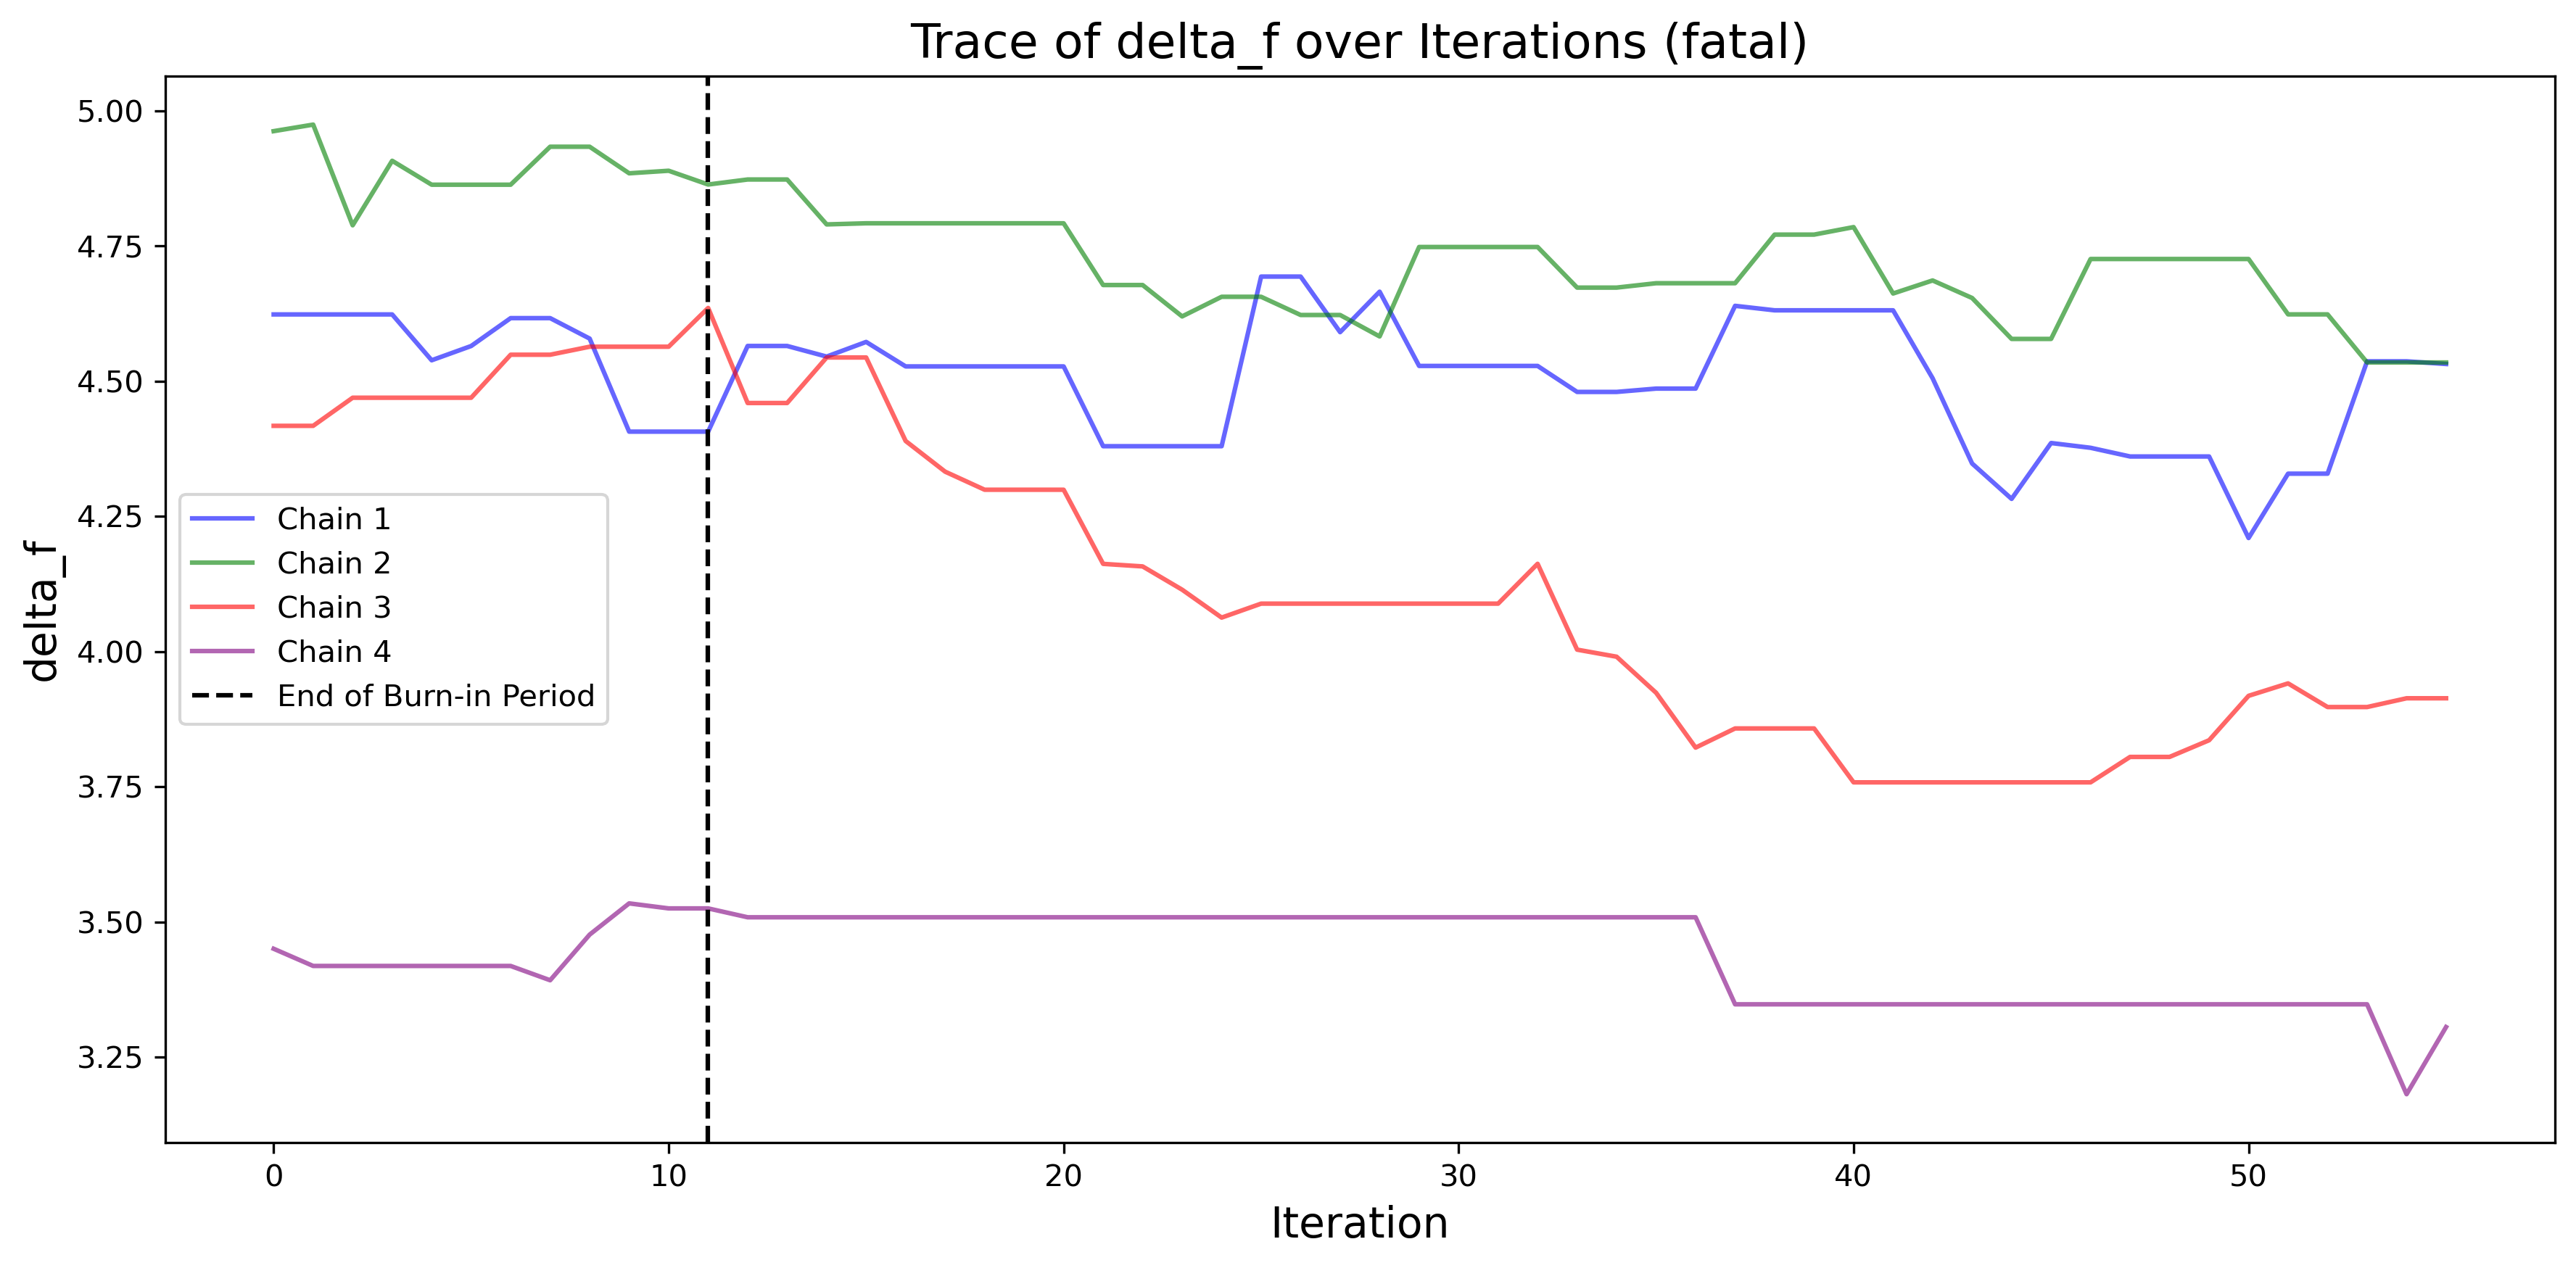 Trace of delta_f over Iterations (fatal)
5.00
4.75
4.50
4.25
4.00
3.75
3.50
3.25
delta_f
Chain 1
Chain 2
Chain 3
Chain 4
End of Burn-in Period
0 10 20 30 40 50
Iteration